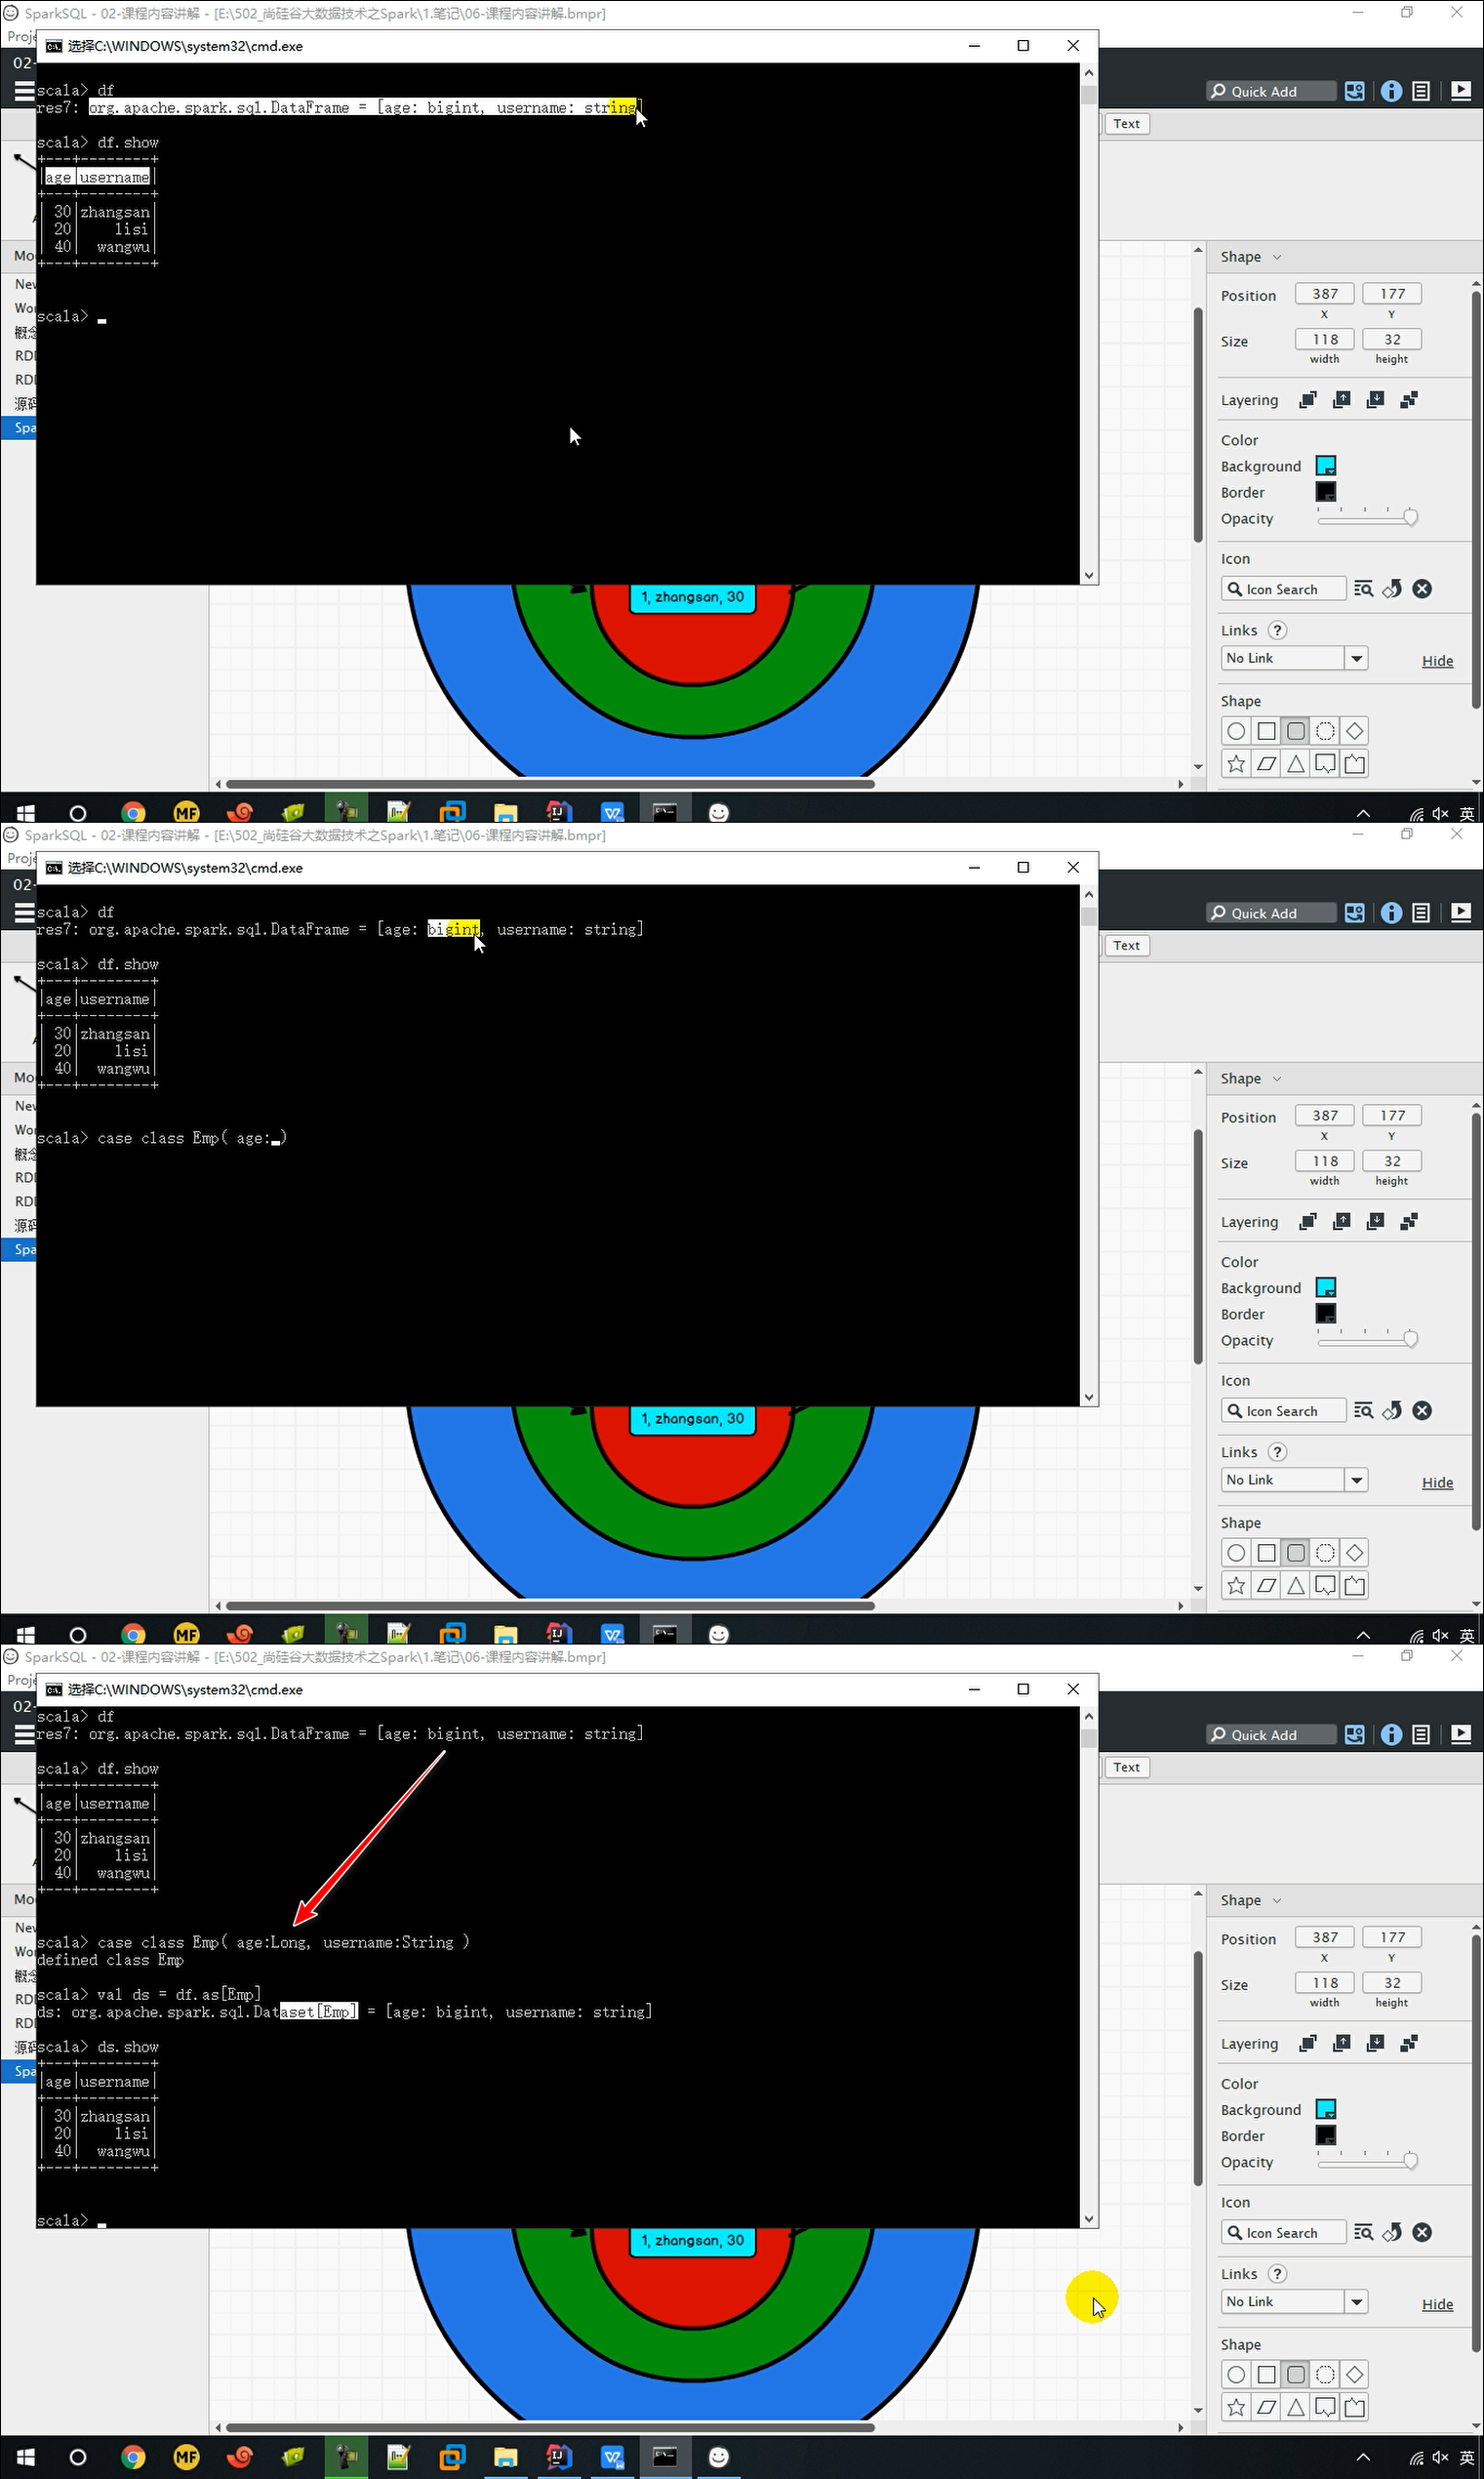 SparkSQL - 02-课程内容讲解 - [E:\502_尚硅谷大数据技术之Spark\1.笔记\06-课程内容讲解.bmpr]
Proje
选择C:\WINDOWS\system32\cmd.exe
02-
scala> df
res7: org.apache.spark.sql.DataFrame = [age: bigint, username: string]
scala> df.show
+---+--------+
|age|username|
+---+--------+
| 30|zhangsan|
| 20|    lisi|
| 40|  wangwu|
+---+--------+
scala>
Quick Add
Text
Mo
New
Wor
概念
RDD
RDD
源码
Spa
1, zhangsan, 30
Shape
Position
387
177
X
Y
Size
118
32
width
height
Layering
Color
Background
Border
Opacity
Icon
Icon Search
Links
?
No Link
Hide
Shape
MF
英
SparkSQL - 02-课程内容讲解 - [E:\502_尚硅谷大数据技术之Spark\1.笔记\06-课程内容讲解.bmpr]
Proje
选择C:\WINDOWS\system32\cmd.exe
02-
scala> df
res7: org.apache.spark.sql.DataFrame = [age: bigint, username: string]
scala> df.show
+---+--------+
|age|username|
+---+--------+
| 30|zhangsan|
| 20|    lisi|
| 40|  wangwu|
+---+--------+
scala> case class Emp( age: )
Quick Add
Text
Mo
New
Wor
概念
RDD
RDD
源码
Spa
1, zhangsan, 30
Shape
Position
387
177
X
Y
Size
118
32
width
height
Layering
Color
Background
Border
Opacity
Icon
Icon Search
Links
?
No Link
Hide
Shape
MF
英
SparkSQL - 02-课程内容讲解 - [E:\502_尚硅谷大数据技术之Spark\1.笔记\06-课程内容讲解.bmpr]
Proje
选择C:\WINDOWS\system32\cmd.exe
02-
scala> df
res7: org.apache.spark.sql.DataFrame = [age: bigint, username: string]
scala> df.show
+---+--------+
|age|username|
+---+--------+
| 30|zhangsan|
| 20|    lisi|
| 40|  wangwu|
+---+--------+
scala> case class Emp( age:Long, username:String )
defined class Emp
scala> val ds = df.as[Emp]
ds: org.apache.spark.sql.Dataset[Emp] = [age: bigint, username: string]
scala> ds.show
+---+--------+
|age|username|
+---+--------+
| 30|zhangsan|
| 20|    lisi|
| 40|  wangwu|
+---+--------+
scala>
Quick Add
Text
Mo
New
Wor
概念
RDD
RDD
源码
Spa
1, zhangsan, 30
Shape
Position
387
177
X
Y
Size
118
32
width
height
Layering
Color
Background
Border
Opacity
Icon
Icon Search
Links
?
No Link
Hide
Shape
MF
英